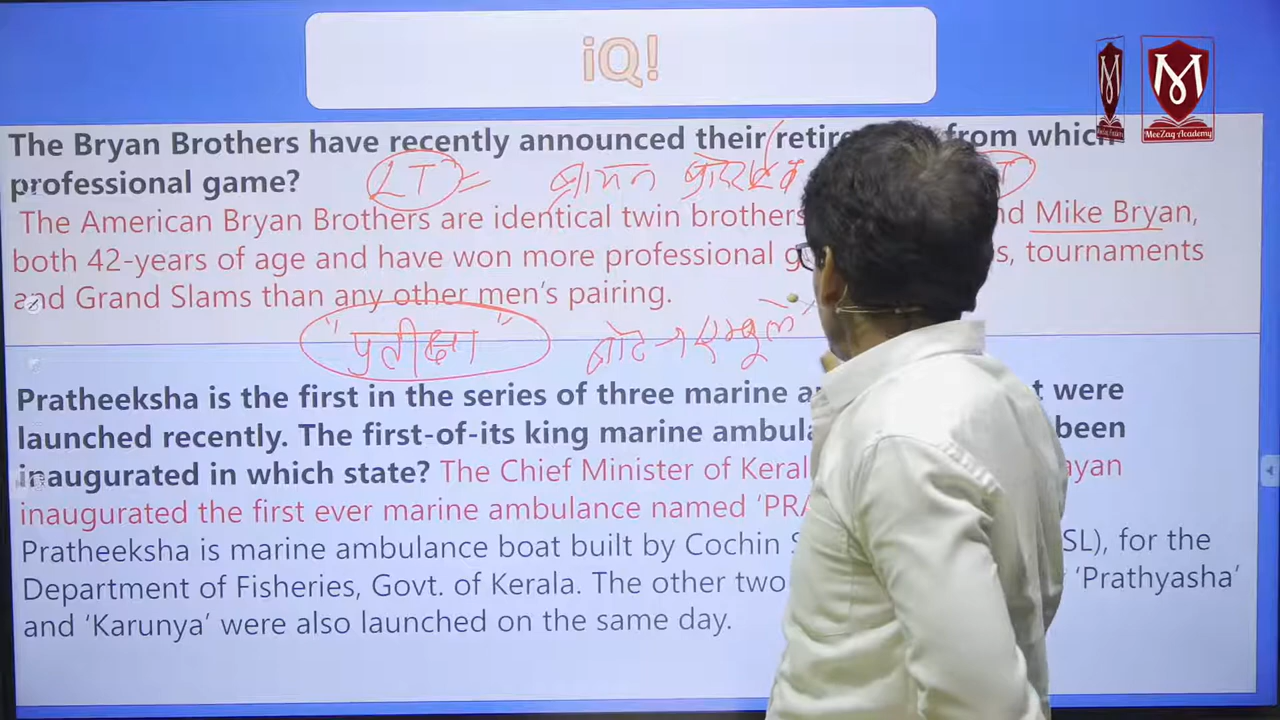 iQ!
MeeZaq Academy
The Bryan Brothers have recently announced their from which
professional game? LT = ब्रायन ब्रदर्स
The American Bryan Brothers are identical twin brothers Mike Bryan,
both 42-years of age and have won more professional tournaments
and Grand Slams than any other men's pairing.
"प्रतीक्षा" बोट →
Pratheeksha is the first in the series of three marine were
launched recently. The first-of-its king marine been
inaugurated in which state? The Chief Minister of
inaugurated the first ever marine ambulance named
Pratheeksha is marine ambulance boat built by Cochin SL), for the
Department of Fisheries, Govt. of Kerala. The other two 'Prathyasha'
and 'Karunya' were also launched on the same day.